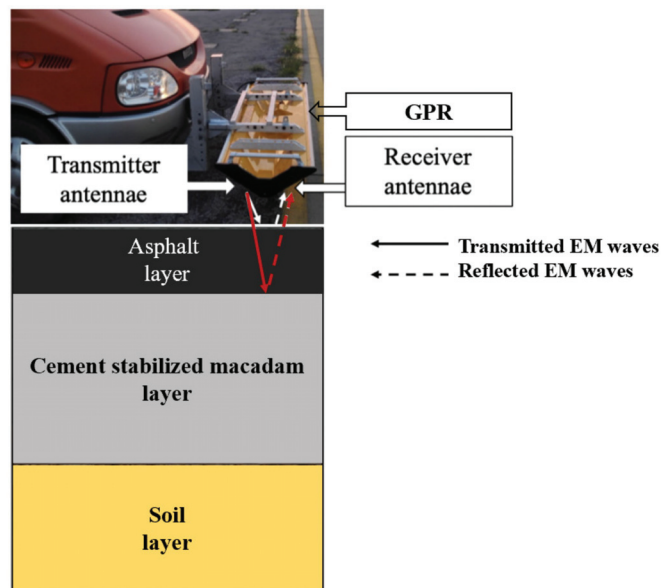 GPR
Transmitter
antennae
Receiver
antennae
Asphalt
layer
Transmitted EM waves
Reflected EM waves
Cement stabilized macadam
layer
Soil
layer